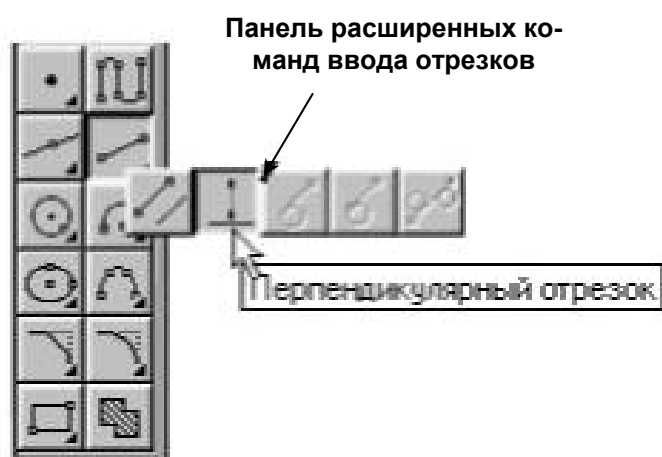 Панель расширенных ко-
манд ввода отрезков
Перпендикулярный отрезок